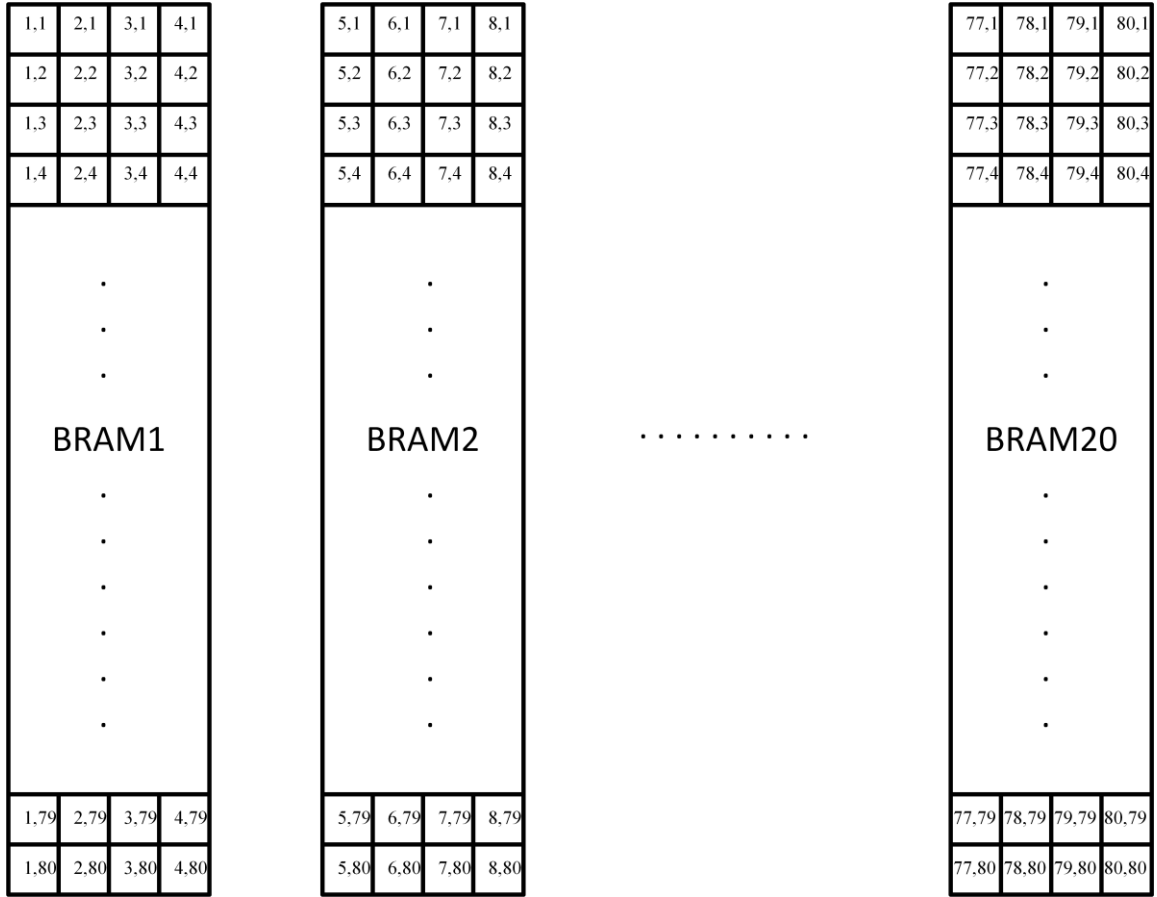 1,1 2,1 3,1 4,1 5,1 6,1 7,1 8,1 77,1 78,1 79,1 80,1
1,2 2,2 3,2 4,2 5,2 6,2 7,2 8,2 77,2 78,2 79,2 80,2
1,3 2,3 3,3 4,3 5,3 6,3 7,3 8,3 77,3 78,3 79,3 80,3
1,4 2,4 3,4 4,4 5,4 6,4 7,4 8,4 77,4 78,4 79,4 80,4
BRAM1 BRAM2 . . . . . . . . . . BRAM20
1,79 2,79 3,79 4,79 5,79 6,79 7,79 8,79 77,79 78,79 79,79 80,79
1,80 2,80 3,80 4,80 5,80 6,80 7,80 8,80 77,80 78,80 79,80 80,80